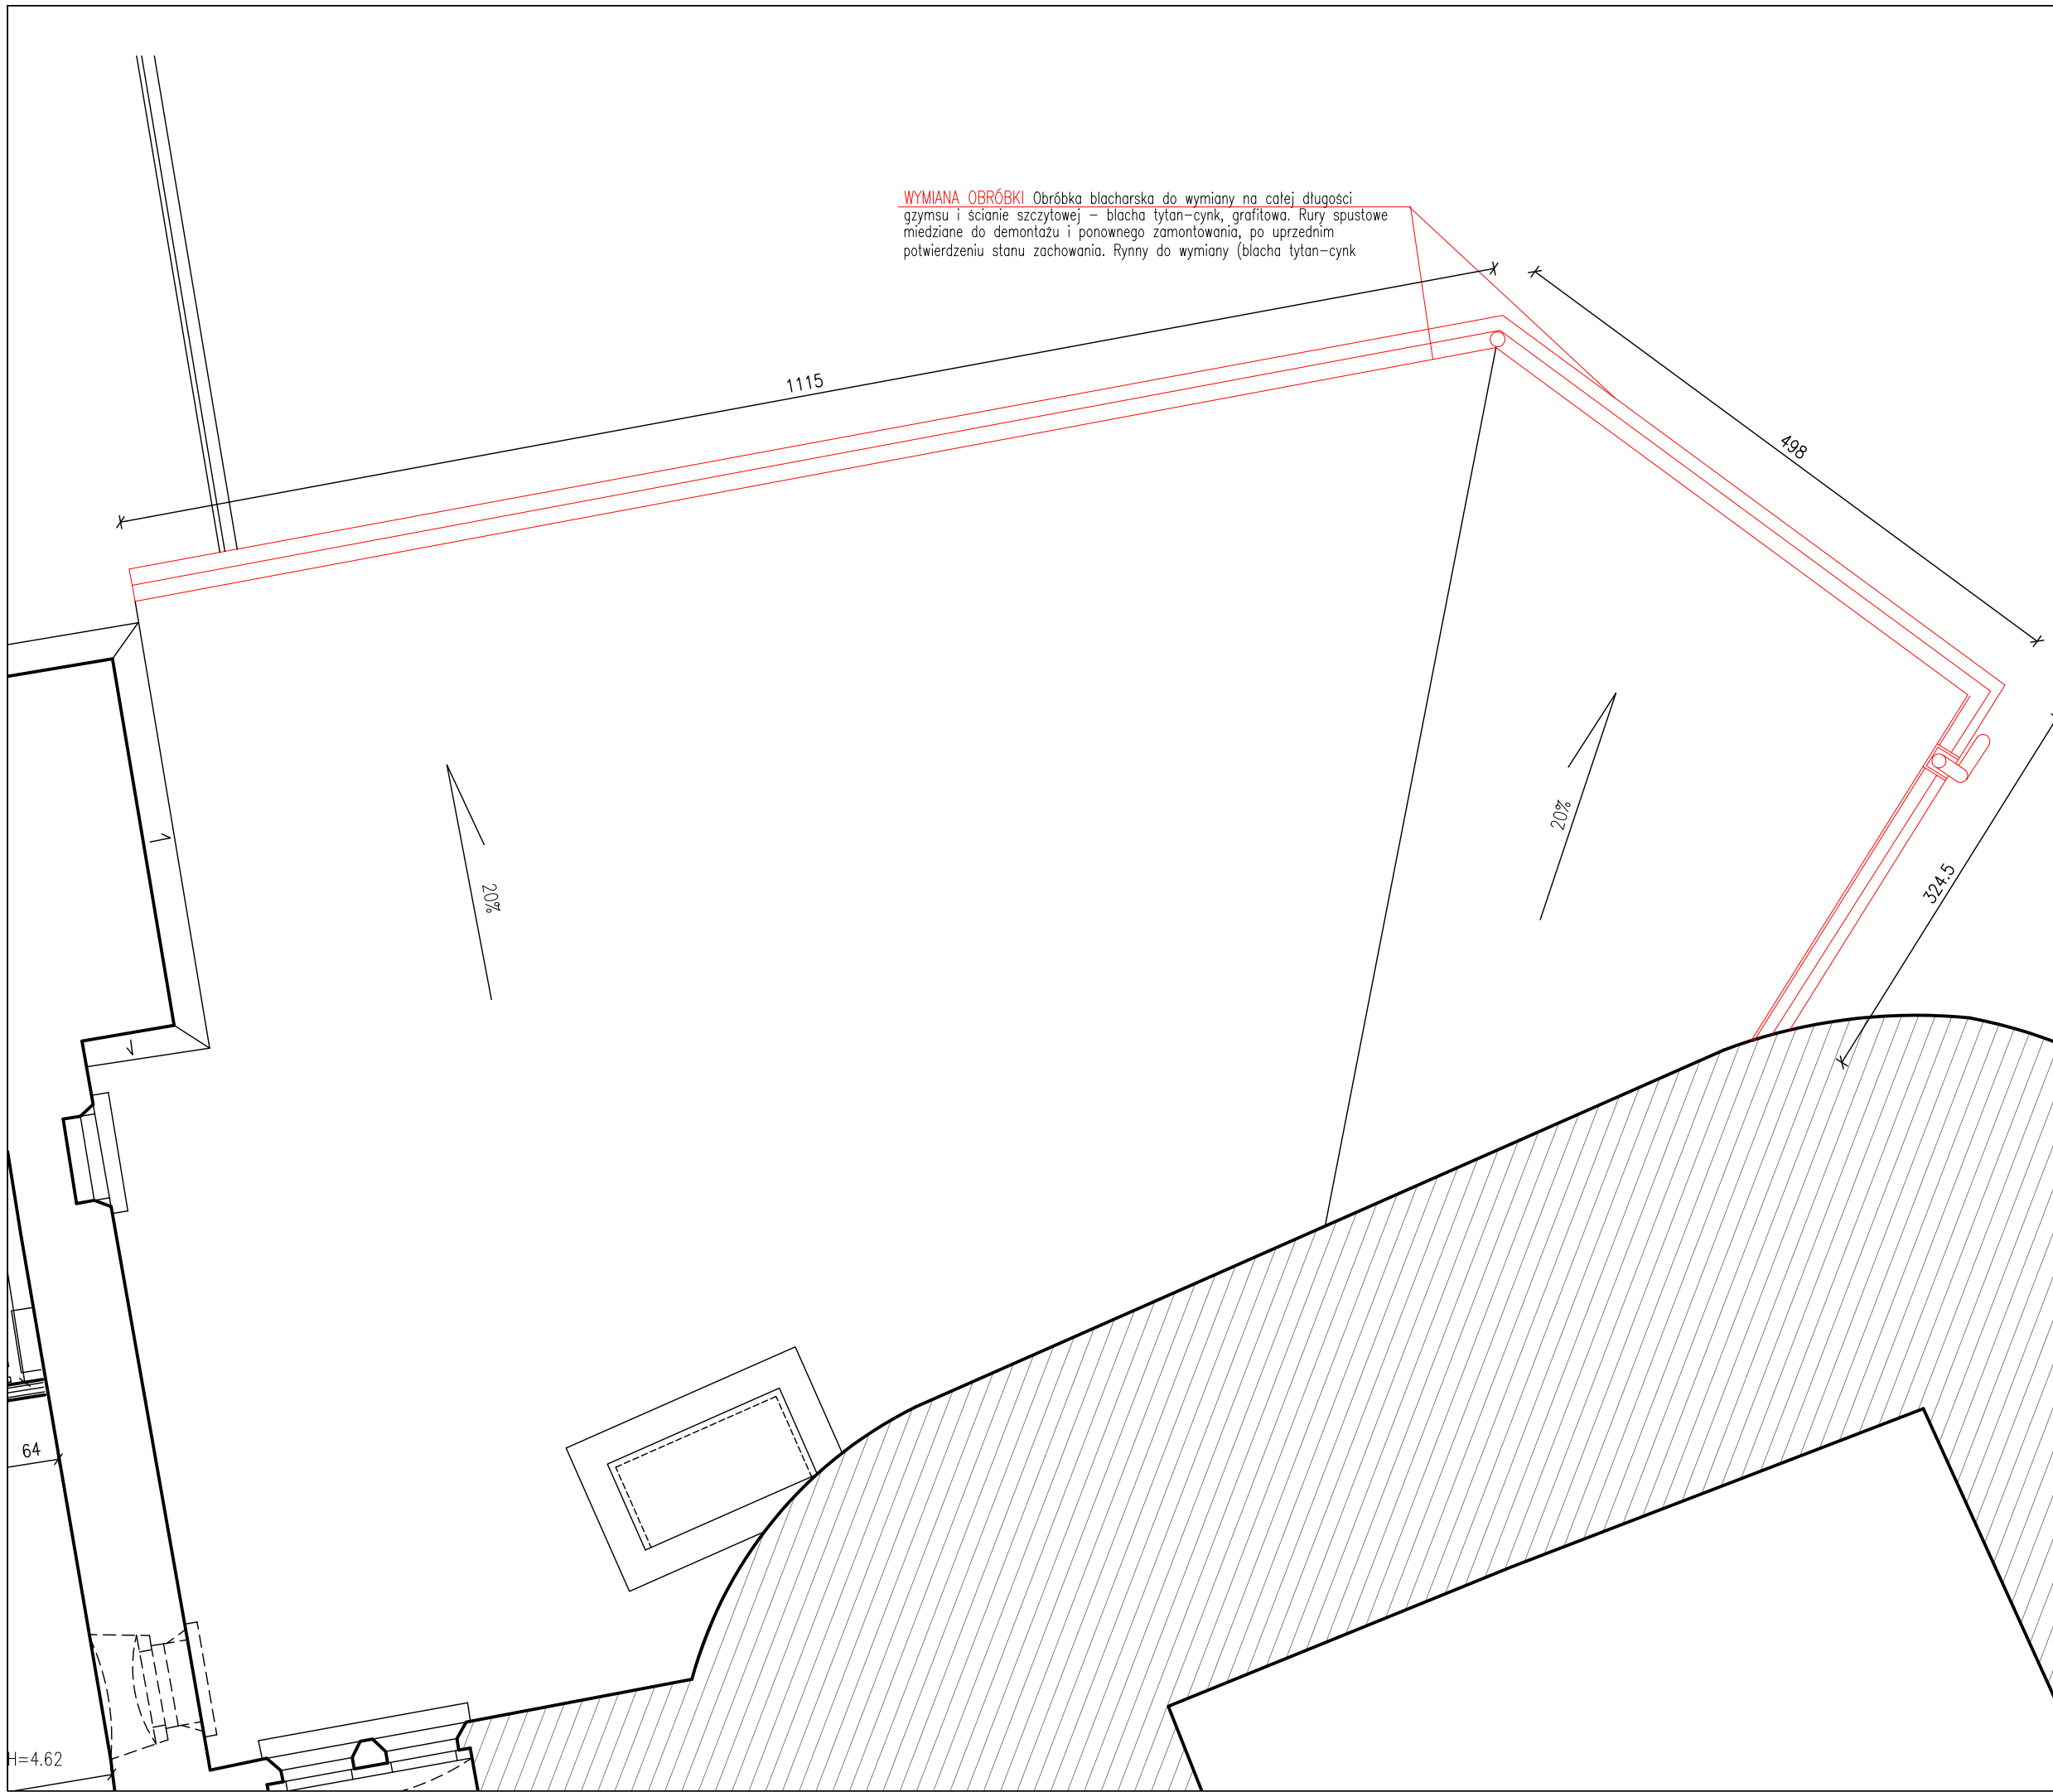 WYMIANA OBRÓBKI Obróbka blacharska do wymiany na całej długości
gzymsu i ścianie szczytowej – blacha tytan–cynk, grafitowa. Rury spustowe
miedziane do demontażu i ponownego zamontowania, po uprzednim
potwierdzeniu stanu zachowania. Rynny do wymiany (blacha tytan–cynk
1115
498
20%
20%
324.5
64
H=4.62